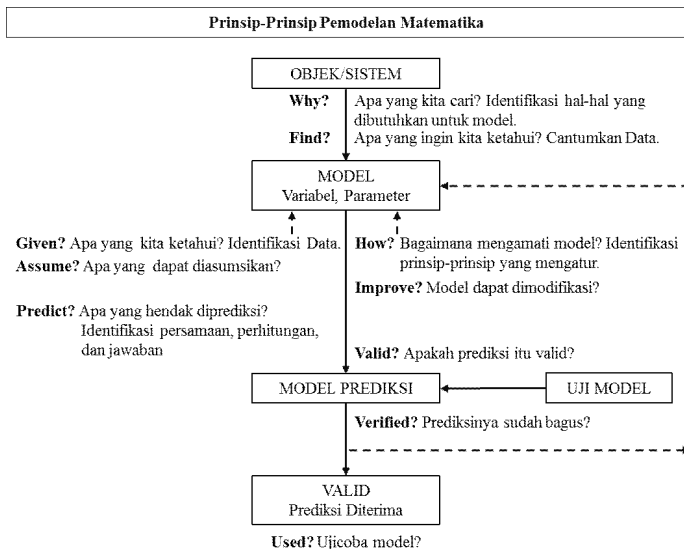 Prinsip-Prinsip Pemodelan Matematika
OBJEK/SISTEM
Why? Apa yang kita cari? Identifikasi hal-hal yang
dibutuhkan untuk model.
Find? Apa yang ingin kita ketahui? Cantumkan Data.
MODEL
Variabel, Parameter
Given? Apa yang kita ketahui? Identifikasi Data.
Assume? Apa yang dapat diasumsikan?
How? Bagaimana mengamati model? Identifikasi
prinsip-prinsip yang mengatur.
Improve? Model dapat dimodifikasi?
Predict? Apa yang hendak diprediksi?
Identifikasi persamaan, perhitungan,
dan jawaban
Valid? Apakah prediksi itu valid?
MODEL PREDIKSI
UJI MODEL
Verified? Prediksinya sudah bagus?
VALID
Prediksi Diterima
Used? Ujicoba model?